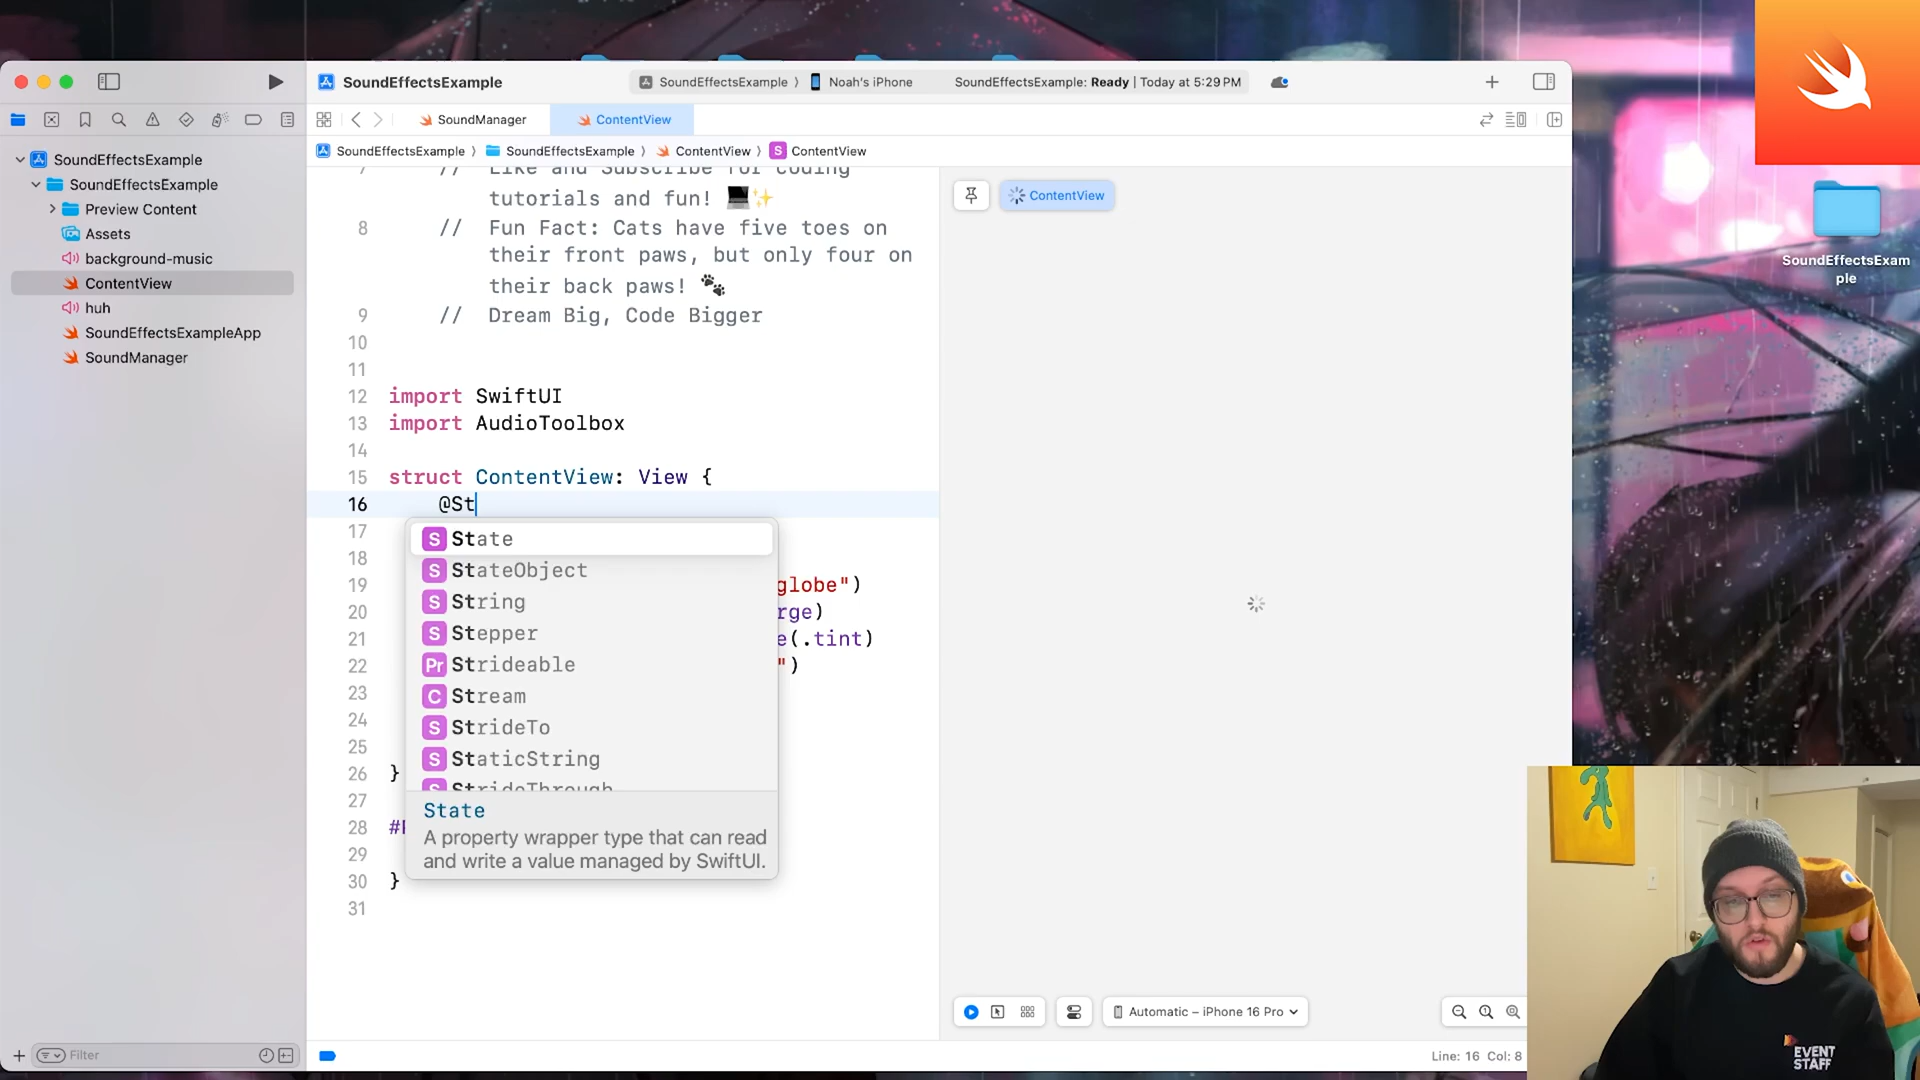 SoundEffectsExample
SoundEffectsExample 〉 Noah's iPhone
SoundEffectsExample: Ready | Today at 5:29 PM
SoundManager
ContentView
SoundEffectsExample 〉 SoundEffectsExample 〉 ContentView 〉 S ContentView
SoundEffectsExample
SoundEffectsExample
Preview Content
Assets
background-music
ContentView
huh
SoundEffectsExampleApp
SoundManager
7 // Like and Subscribe for coding
tutorials and fun! 💻✨
8 // Fun Fact: Cats have five toes on
their front paws, but only four on
their back paws! 🐾
9 // Dream Big, Code Bigger
10
11
12 import SwiftUI
13 import AudioToolbox
14
15 struct ContentView: View {
16 @St
17
18
19 globe")
20 rge)
21 e(.tint)
22 ")
23
24
25
26 }
27
28 #
29
30 }
31
S State
S StateObject
S String
S Stepper
Pr Strideable
C Stream
S StrideTo
S StaticString
S StrideThrough
State
A property wrapper type that can read
and write a value managed by SwiftUI.
ContentView
Automatic – iPhone 16 Pro
Filter
Line: 16 Col: 8
SoundEffectsExam
ple
EVENT
STAFF